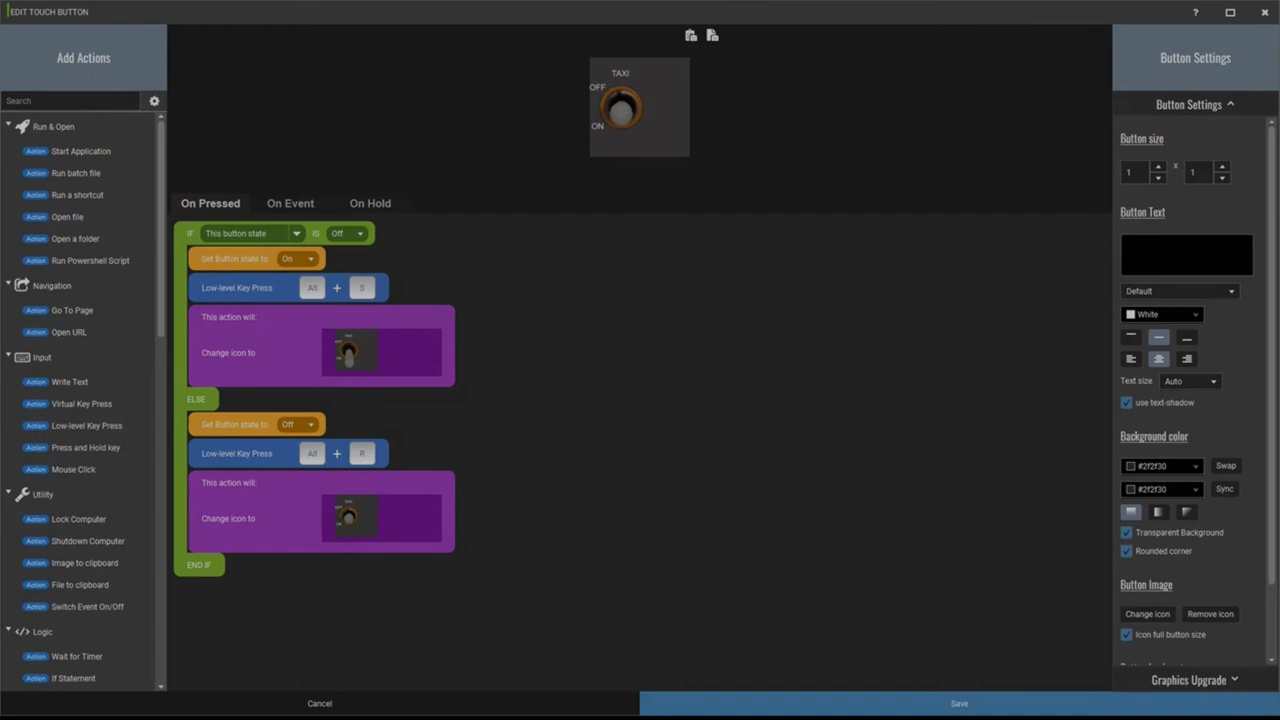 EDIT TOUCH BUTTON
?
Add Actions
Search
Run & Open
Action Start Application
Action Run batch file
Action Run a shortcut
Action Open file
Action Open a folder
Action Run Powershell Script
Navigation
Action Go To Page
Action Open URL
Input
Action Write Text
Action Virtual Key Press
Action Low-level Key Press
Action Press and Hold key
Action Mouse Click
Utility
Action Lock Computer
Action Shutdown Computer
Action Image to clipboard
Action File to clipboard
Action Switch Event On/Off
</> Logic
Action Wait for Timer
Action If Statement
TAXI
OFF
ON
On Pressed On Event On Hold
IF This button state IS Off
Set Button state to On
Low-level Key Press Alt + S
This action will:
Change icon to
ELSE
Set Button state to Off
Low-level Key Press Alt + R
This action will:
Change icon to
END IF
Button Settings
Button Settings
Button size
1 x 1
Button Text
Default
White
Text size Auto
use text-shadow
Background color
#2f2f30 Swap
#2f2f30 Sync
Transparent Background
Rounded corner
Button Image
Change icon Remove icon
Icon full button size
Graphics Upgrade
Cancel
Save